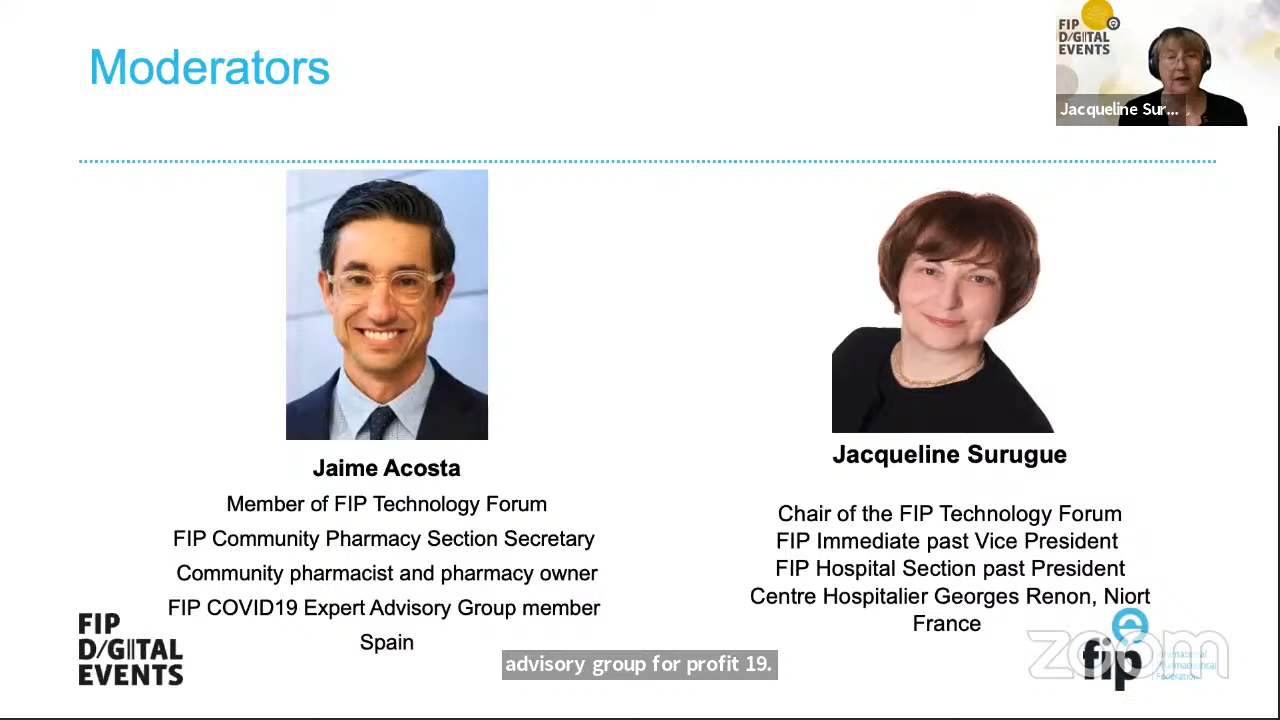 Moderators
FIP
D/GITAL
EVENTS
Jacqueline Sur...
Jaime Acosta
Member of FIP Technology Forum
FIP Community Pharmacy Section Secretary
Community pharmacist and pharmacy owner
FIP COVID19 Expert Advisory Group member
Spain
Jacqueline Surugue
Chair of the FIP Technology Forum
FIP Immediate past Vice President
FIP Hospital Section past President
Centre Hospitalier Georges Renon, Niort
France
FIP
D/GITAL
EVENTS
advisory group for profit 19.
zoom
fip
International
Pharmaceutical
Federation